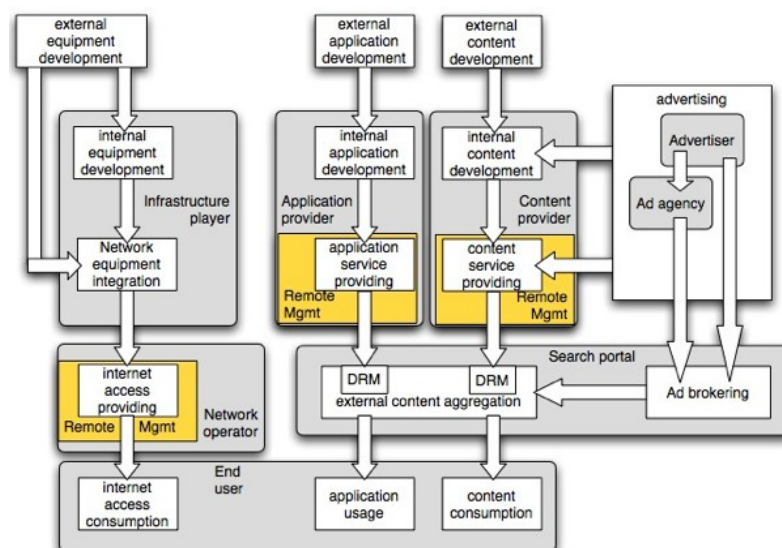 external
equipment
development
external
application
development
external
content
development
advertising
Advertiser
Ad agency
internal
equipment
development
internal
application
development
internal
content
development
Infrastructure
player
Application
provider
Content
provider
Network
equipment
integration
application
service
providing
Remote
Mgmt
content
service
providing
Remote
Mgmt
Search portal
internet
access
providing
Remote Mgmt
Network
operator
DRM
DRM
external content aggregation
Ad brokering
End
user
internet
access
consumption
application
usage
content
consumption